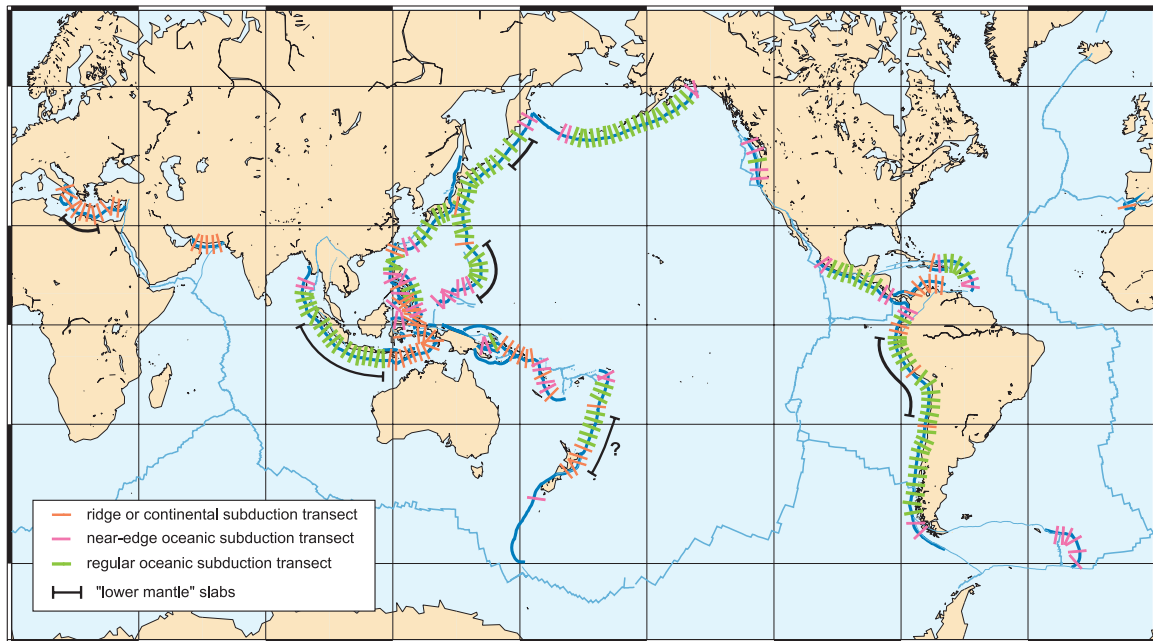 ?
ridge or continental subduction transect
near-edge oceanic subduction transect
regular oceanic subduction transect
"lower mantle" slabs